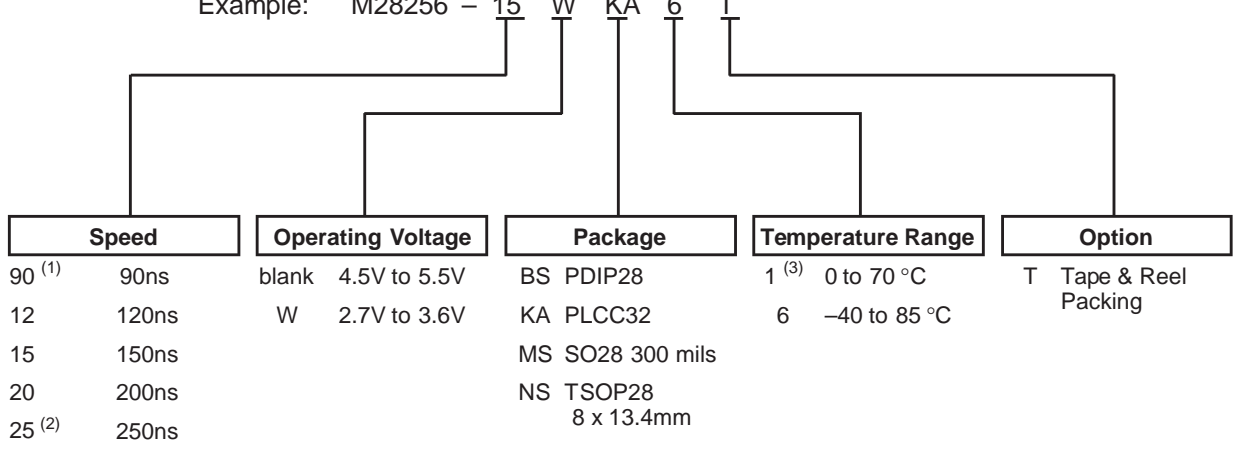 Example: M28256 – 15 W KA 6 T
Speed Operating Voltage Package Temperature Range Option
90 (1) 90ns blank 4.5V to 5.5V BS PDIP28 1 (3) 0 to 70 °C T Tape & Reel
Packing
12 120ns W 2.7V to 3.6V KA PLCC32 6 –40 to 85 °C
15 150ns MS SO28 300 mils
20 200ns NS TSOP28
8 x 13.4mm
25 (2) 250ns